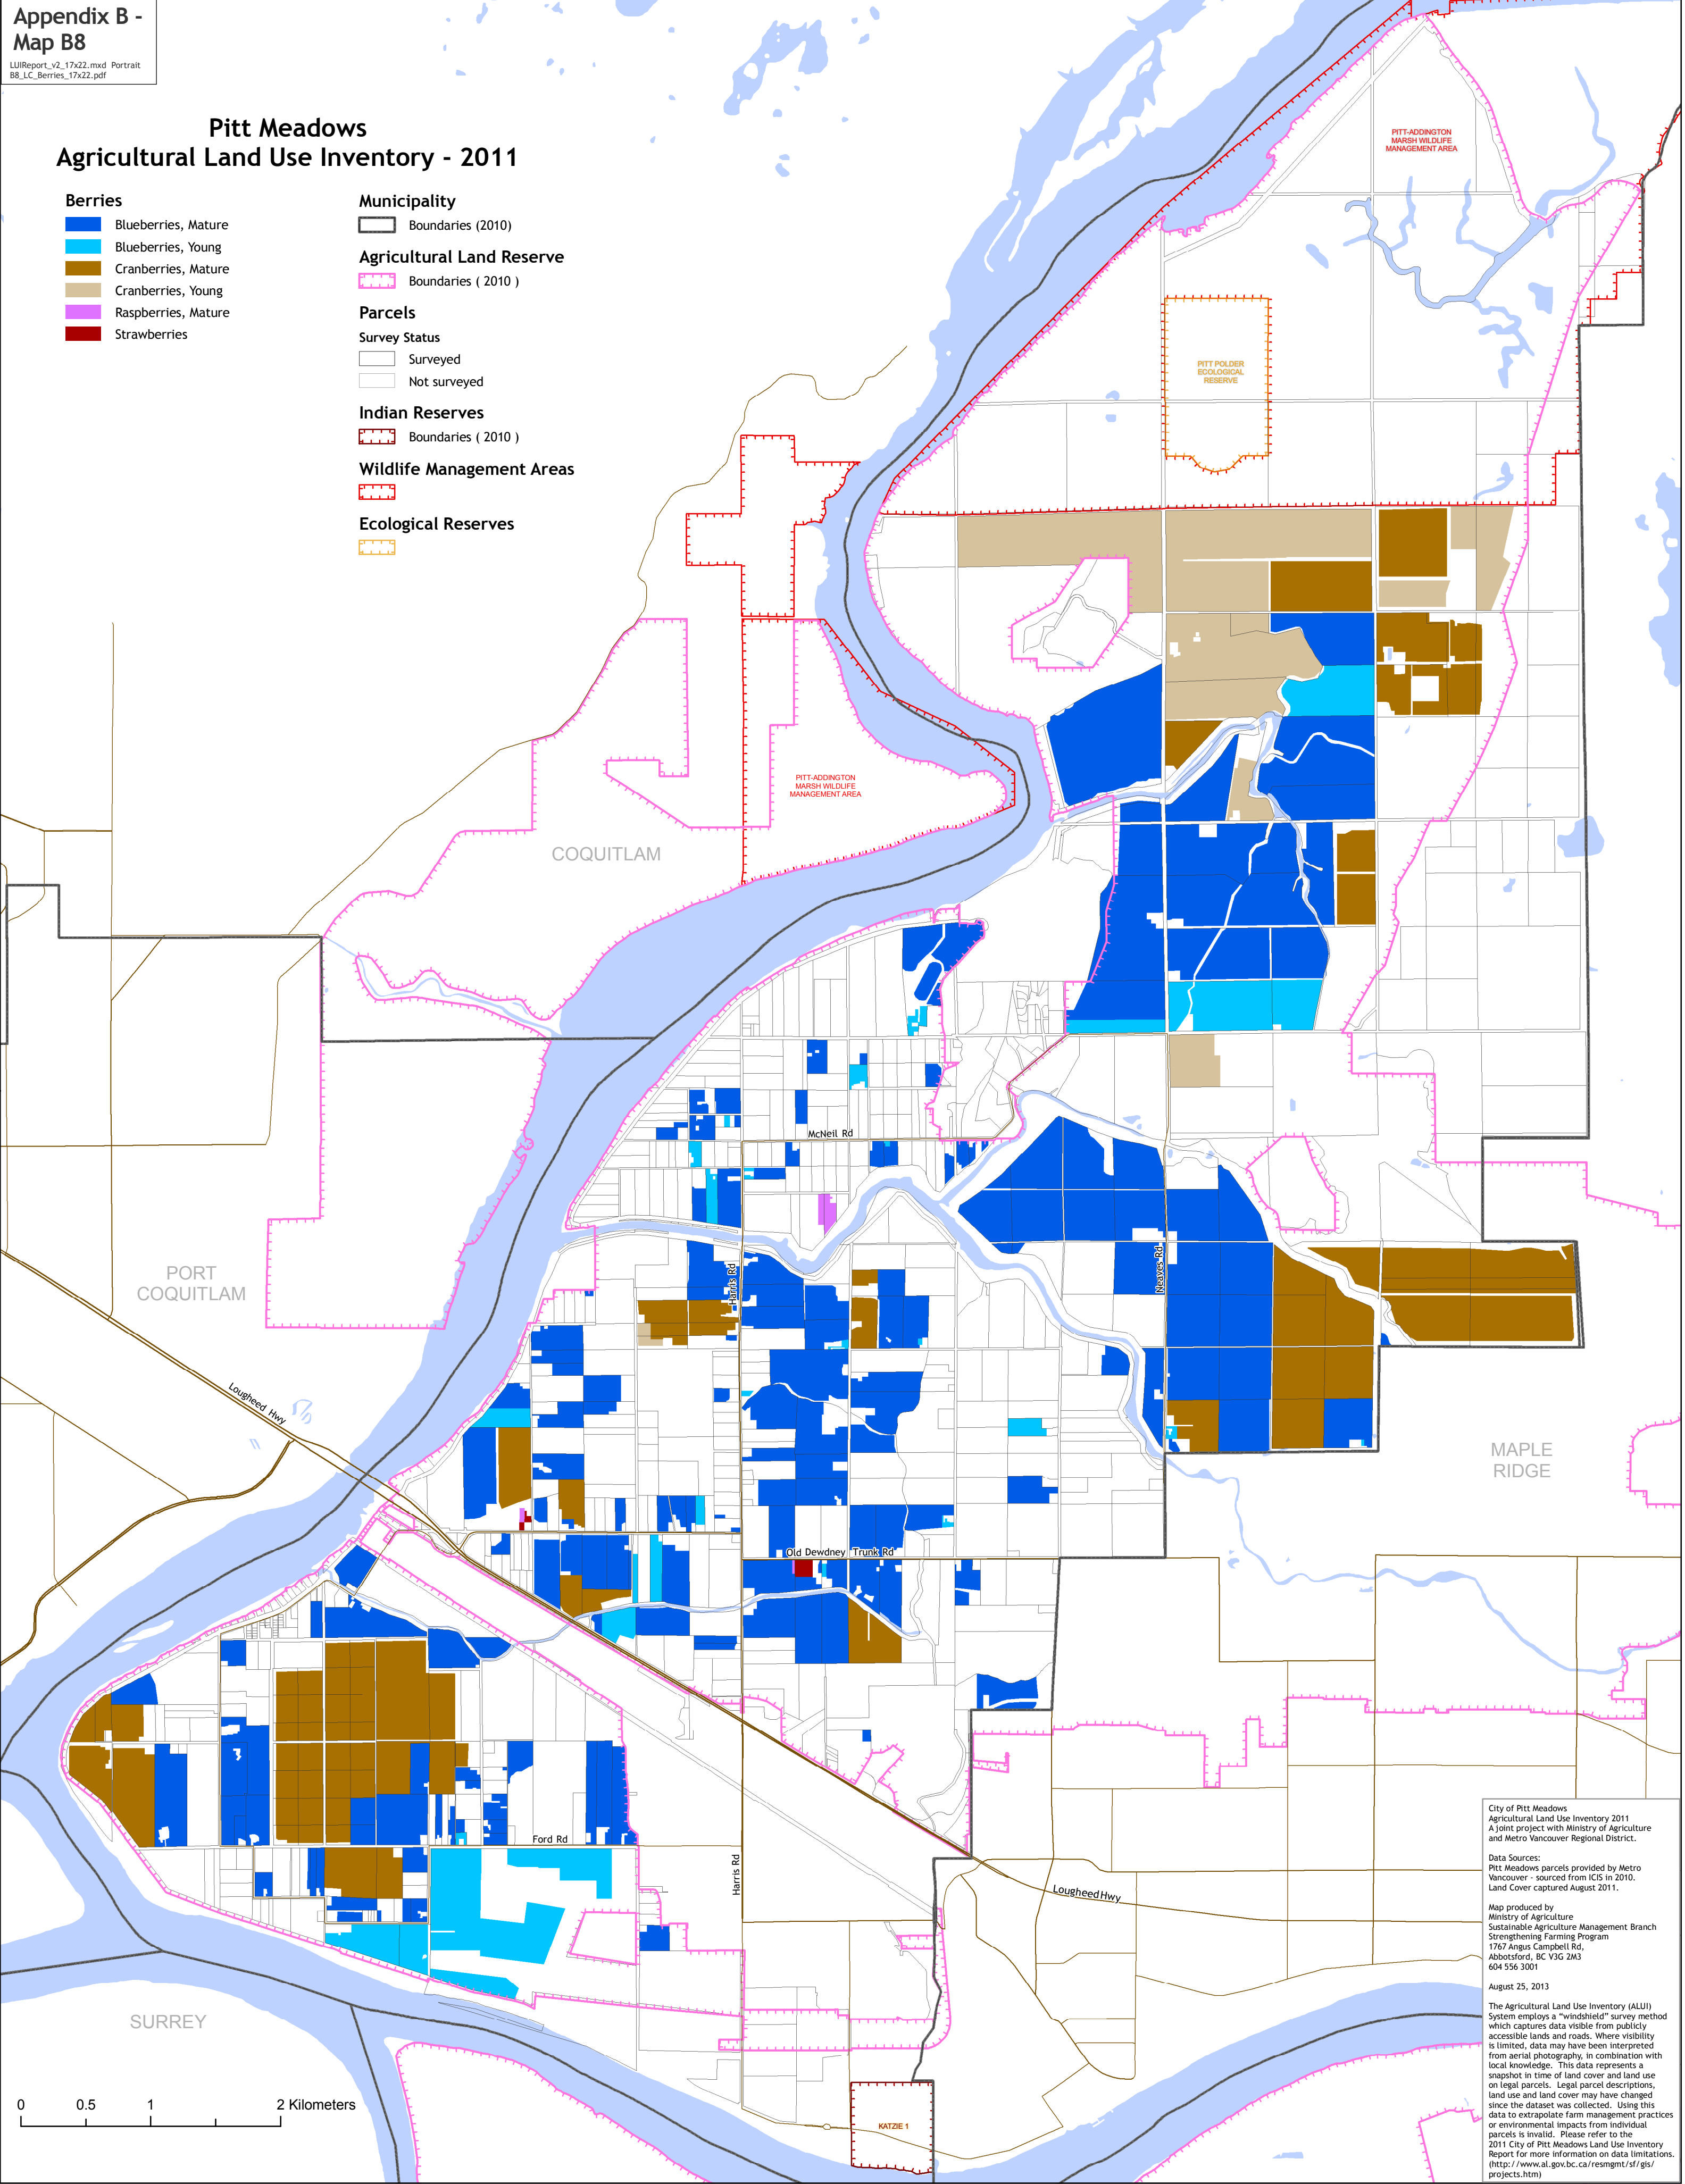 Appendix B -
Map B8
LUIReport_v2_17x22.mxd Portrait
B8_LC_Berries_17x22.pdf
Pitt Meadows
Agricultural Land Use Inventory - 2011
Berries
Blueberries, Mature
Blueberries, Young
Cranberries, Mature
Cranberries, Young
Raspberries, Mature
Strawberries
Municipality
Boundaries (2010)
Agricultural Land Reserve
Boundaries ( 2010 )
Parcels
Survey Status
Surveyed
Not surveyed
Indian Reserves
Boundaries ( 2010 )
Wildlife Management Areas
Ecological Reserves
PITT-ADDINGTON
MARSH WILDLIFE
MANAGEMENT AREA
PITT POLDER
ECOLOGICAL
RESERVE
PITT-ADDINGTON
MARSH WILDLIFE
MANAGEMENT AREA
COQUITLAM
McNeil Rd
PORT
COQUITLAM
Harris Rd
Neaves Rd
Lougheed Hwy
MAPLE
RIDGE
Old Dewdney Trunk Rd
Ford Rd
Harris Rd
Lougheed Hwy
SURREY
KATZIE 1
0 0.5 1 2 Kilometers
City of Pitt Meadows
Agricultural Land Use Inventory 2011
A joint project with Ministry of Agriculture
and Metro Vancouver Regional District.
Data Sources:
Pitt Meadows parcels provided by Metro
Vancouver - sourced from ICIS in 2010.
Land Cover captured August 2011.
Map produced by
Ministry of Agriculture
Sustainable Agriculture Management Branch
Strengthening Farming Program
1767 Angus Campbell Rd,
Abbotsford, BC V3G 2M3
604 556 3001
August 25, 2013
The Agricultural Land Use Inventory (ALUI)
System employs a “windshield” survey method
which captures data visible from publicly
accessible lands and roads. Where visibility
is limited, data may have been interpreted
from aerial photography, in combination with
local knowledge. This data represents a
snapshot in time of land cover and land use
on legal parcels. Legal parcel descriptions,
land use and land cover may have changed
since the dataset was collected. Using this
data to extrapolate farm management practices
or environmental impacts from individual
parcels is invalid. Please refer to the
2011 City of Pitt Meadows Land Use Inventory
Report for more information on data limitations.
(http://www.al.gov.bc.ca/resmgmt/sf/gis/
projects.htm)